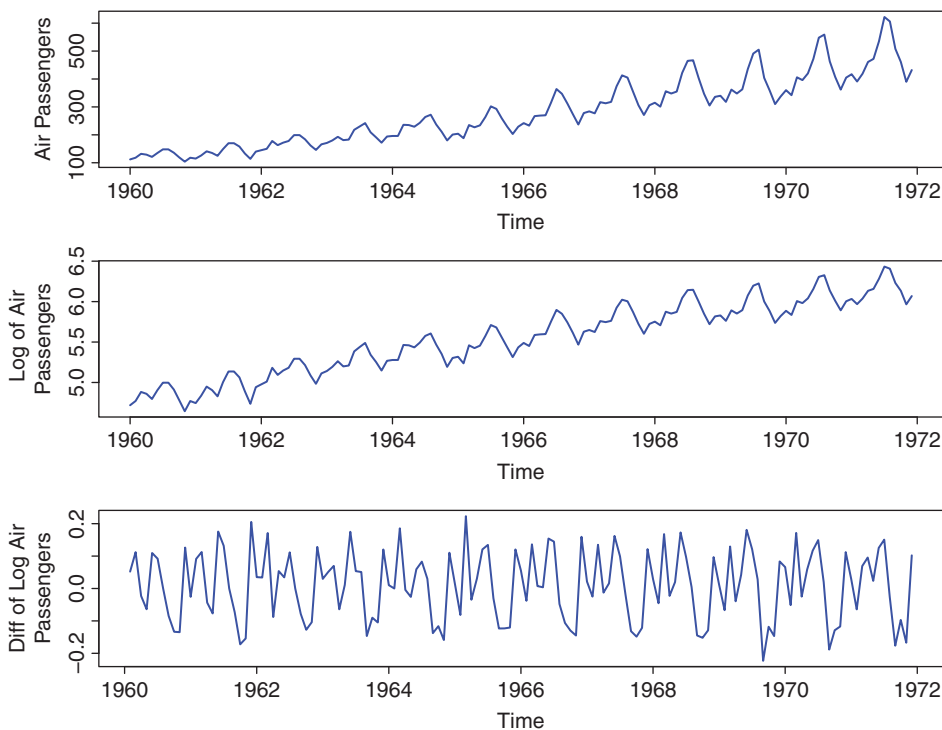 Air Passengers
500
300
100
1960 1962 1964 1966 1968 1970 1972
Time
Log of Air
Passengers
6.5
6.0
5.5
5.0
1960 1962 1964 1966 1968 1970 1972
Time
Diff of Log Air
Passengers
0.2
0.0
−0.2
1960 1962 1964 1966 1968 1970 1972
Time